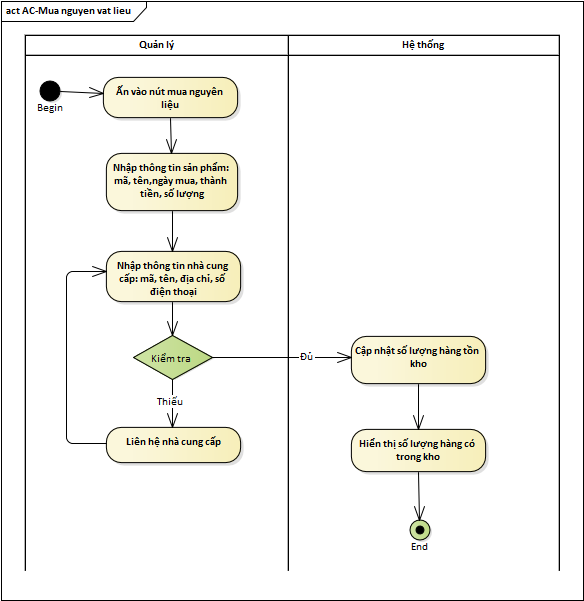 act AC-Mua nguyen vat lieu
Quản lý
Hệ thống
Begin
Ấn vào nút mua nguyên
liệu
Nhập thông tin sản phẩm:
mã, tên,ngày mua, thành
tiền, số lượng
Nhập thông tin nhà cung
cấp: mã, tên, địa chỉ, số
điện thoại
Kiểm tra
Đủ
Cập nhật số lượng hàng tồn
kho
Thiếu
Liên hệ nhà cung cấp
Hiển thị số lượng hàng có
trong kho
End